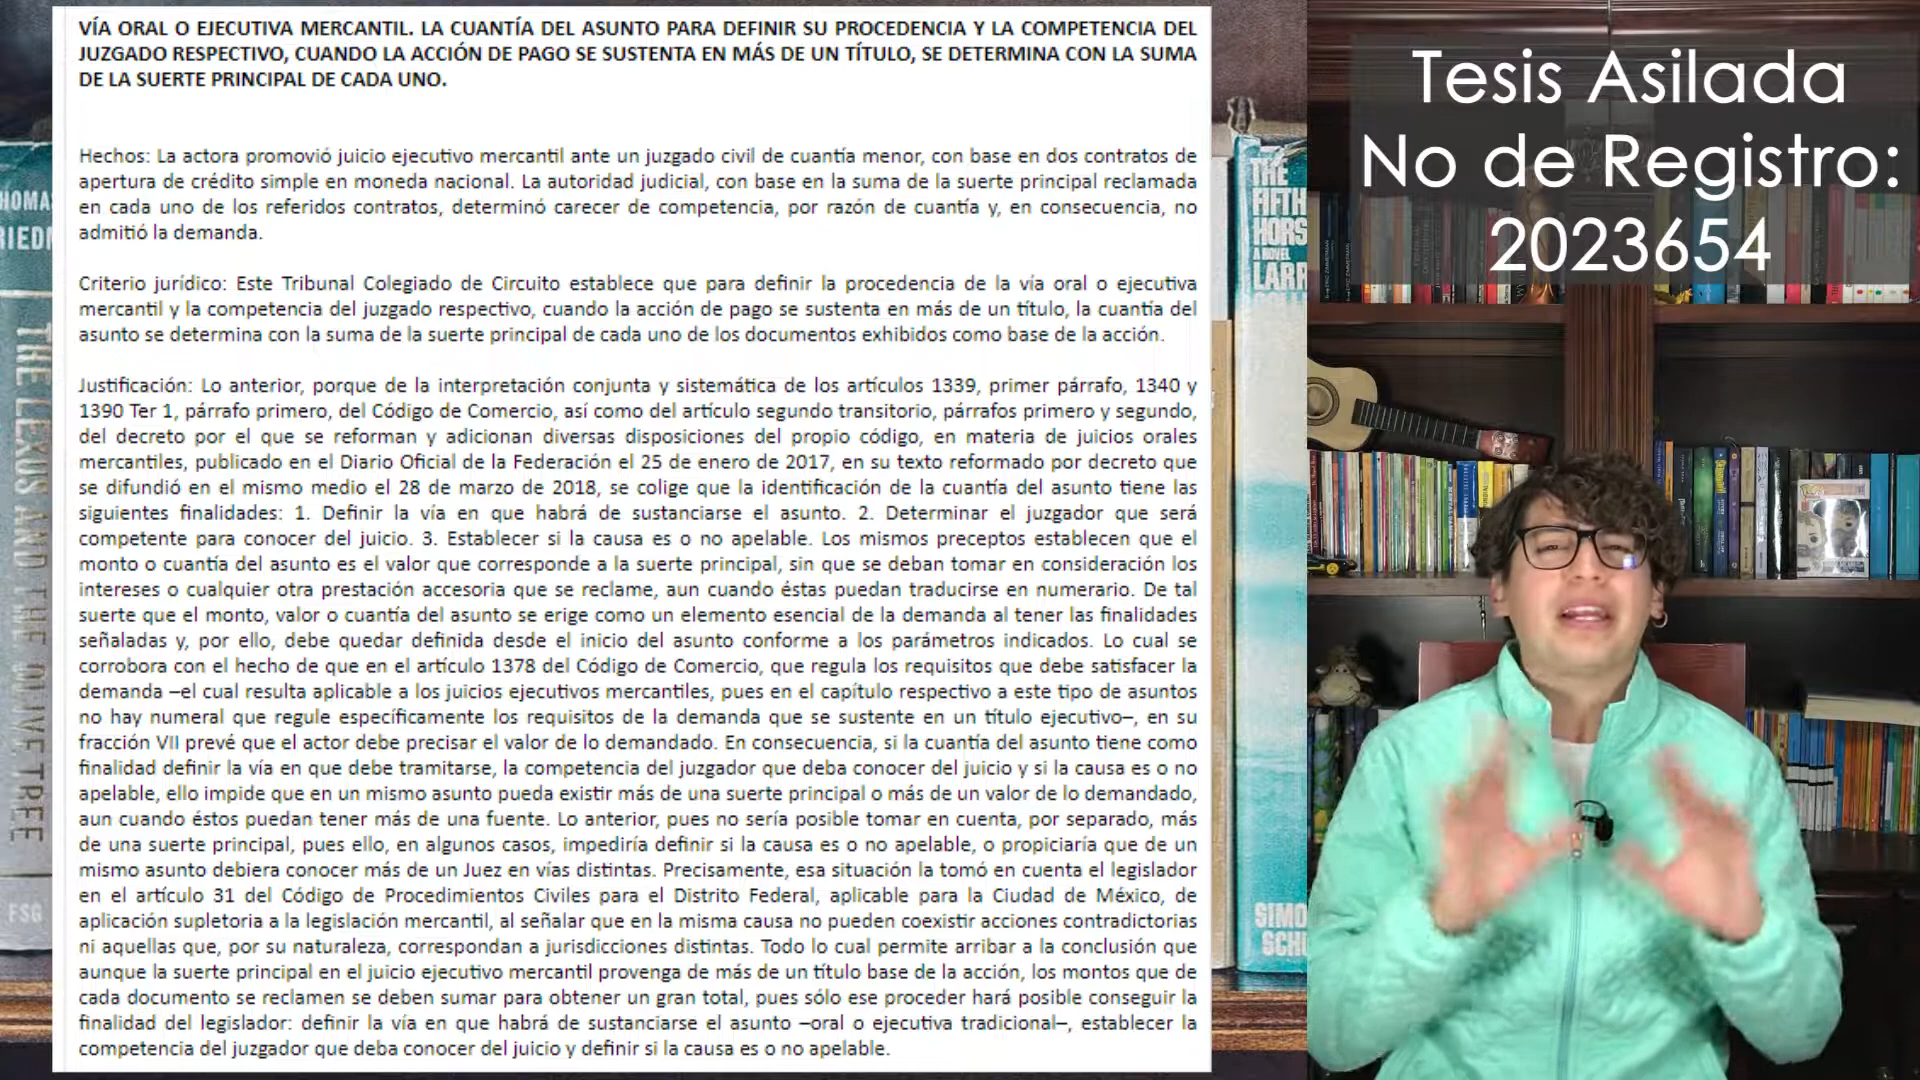 VÍA ORAL O EJECUTIVA MERCANTIL. LA CUANTÍA DEL ASUNTO PARA DEFINIR SU PROCEDENCIA Y LA COMPETENCIA DEL
JUZGADO RESPECTIVO, CUANDO LA ACCIÓN DE PAGO SE SUSTENTA EN MÁS DE UN TÍTULO, SE DETERMINA CON LA SUMA
DE LA SUERTE PRINCIPAL DE CADA UNO.
Hechos: La actora promovió juicio ejecutivo mercantil ante un juzgado civil de cuantía menor, con base en dos contratos de
apertura de crédito simple en moneda nacional. La autoridad judicial, con base en la suma de la suerte principal reclamada
en cada uno de los referidos contratos, determinó carecer de competencia, por razón de cuantía y, en consecuencia, no
admitió la demanda.
Criterio jurídico: Este Tribunal Colegiado de Circuito establece que para definir la procedencia de la vía oral o ejecutiva
mercantil y la competencia del juzgado respectivo, cuando la acción de pago se sustenta en más de un título, la cuantía del
asunto se determina con la suma de la suerte principal de cada uno de los documentos exhibidos como base de la acción.
Justificación: Lo anterior, porque de la interpretación conjunta y sistemática de los artículos 1339, primer párrafo, 1340 y
1390 Ter 1, párrafo primero, del Código de Comercio, así como del artículo segundo transitorio, párrafos primero y segundo,
del decreto por el que se reforman y adicionan diversas disposiciones del propio código, en materia de juicios orales
mercantiles, publicado en el Diario Oficial de la Federación el 25 de enero de 2017, en su texto reformado por decreto que
se difundió en el mismo medio el 28 de marzo de 2018, se colige que la identificación de la cuantía del asunto tiene las
siguientes finalidades: 1. Definir la vía en que habrá de sustanciarse el asunto. 2. Determinar el juzgador que será
competente para conocer del juicio. 3. Establecer si la causa es o no apelable. Los mismos preceptos establecen que el
monto o cuantía del asunto es el valor que corresponde a la suerte principal, sin que se deban tomar en consideración los
intereses o cualquier otra prestación accesoria que se reclame, aun cuando éstas puedan traducirse en numerario. De tal
suerte que el monto, valor o cuantía del asunto se erige como un elemento esencial de la demanda al tener las finalidades
señaladas y, por ello, debe quedar definida desde el inicio del asunto conforme a los parámetros indicados. Lo cual se
corrobora con el hecho de que en el artículo 1378 del Código de Comercio, que regula los requisitos que debe satisfacer la
demanda –el cual resulta aplicable a los juicios ejecutivos mercantiles, pues en el capítulo respectivo a este tipo de asuntos
no hay numeral que regule específicamente los requisitos de la demanda que se sustente en un título ejecutivo–, en su
fracción VII prevé que el actor debe precisar el valor de lo demandado. En consecuencia, si la cuantía del asunto tiene como
finalidad definir la vía en que debe tramitarse, la competencia del juzgador que deba conocer del juicio y si la causa es o no
apelable, ello impide que en un mismo asunto pueda existir más de una suerte principal o más de un valor de lo demandado,
aun cuando éstos puedan tener más de una fuente. Lo anterior, pues no sería posible tomar en cuenta, por separado, más
de una suerte principal, pues ello, en algunos casos, impediría definir si la causa es o no apelable, o propiciaría que de un
mismo asunto debiera conocer más de un Juez en vías distintas. Precisamente, esa situación la tomó en cuenta el legislador
en el artículo 31 del Código de Procedimientos Civiles para el Distrito Federal, aplicable para la Ciudad de México, de
aplicación supletoria a la legislación mercantil, al señalar que en la misma causa no pueden coexistir acciones contradictorias
ni aquellas que, por su naturaleza, correspondan a jurisdicciones distintas. Todo lo cual permite arribar a la conclusión que
aunque la suerte principal en el juicio ejecutivo mercantil provenga de más de un título base de la acción, los montos que de
cada documento se reclamen se deben sumar para obtener un gran total, pues sólo ese proceder hará posible conseguir la
finalidad del legislador: definir la vía en que habrá de sustanciarse el asunto –oral o ejecutiva tradicional–, establecer la
competencia del juzgador que deba conocer del juicio y definir si la causa es o no apelable.
Tesis Asilada
No de Registro:
2023654
THE LEXUS AND THE OLIVE TREE
FSG
THE
FIFTH
HORS
A NOVEL
LARR
SIMO
SCHU